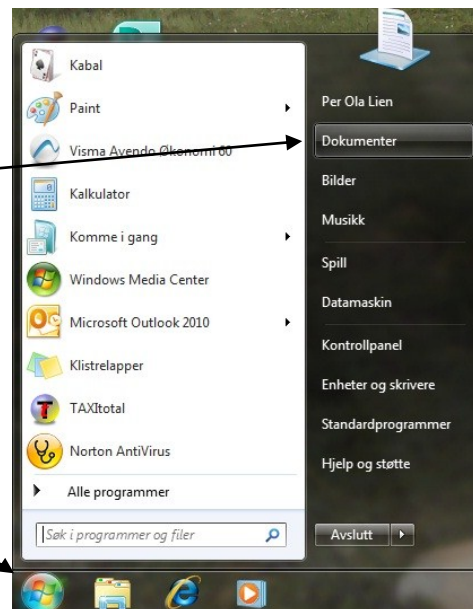 Kabal
Paint
Visma Avendo Økonomi 60
Kalkulator
Komme i gang
Windows Media Center
Microsoft Outlook 2010
Klistrelapper
TAXItotal
Norton AntiVirus
Alle programmer
Søk i programmer og filer
Per Ola Lien
Dokumenter
Bilder
Musikk
Spill
Datamaskin
Kontrollpanel
Enheter og skrivere
Standardprogrammer
Hjelp og støtte
Avslutt